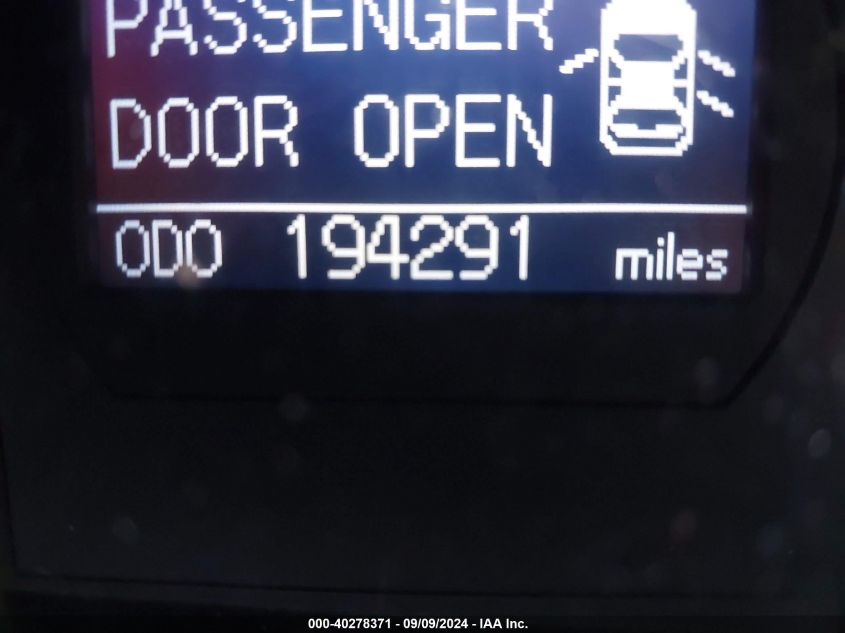 PASSENGER
DOOR OPEN
ODO 194291 miles
000-40278371 - 09/09/2024 - IAA Inc.